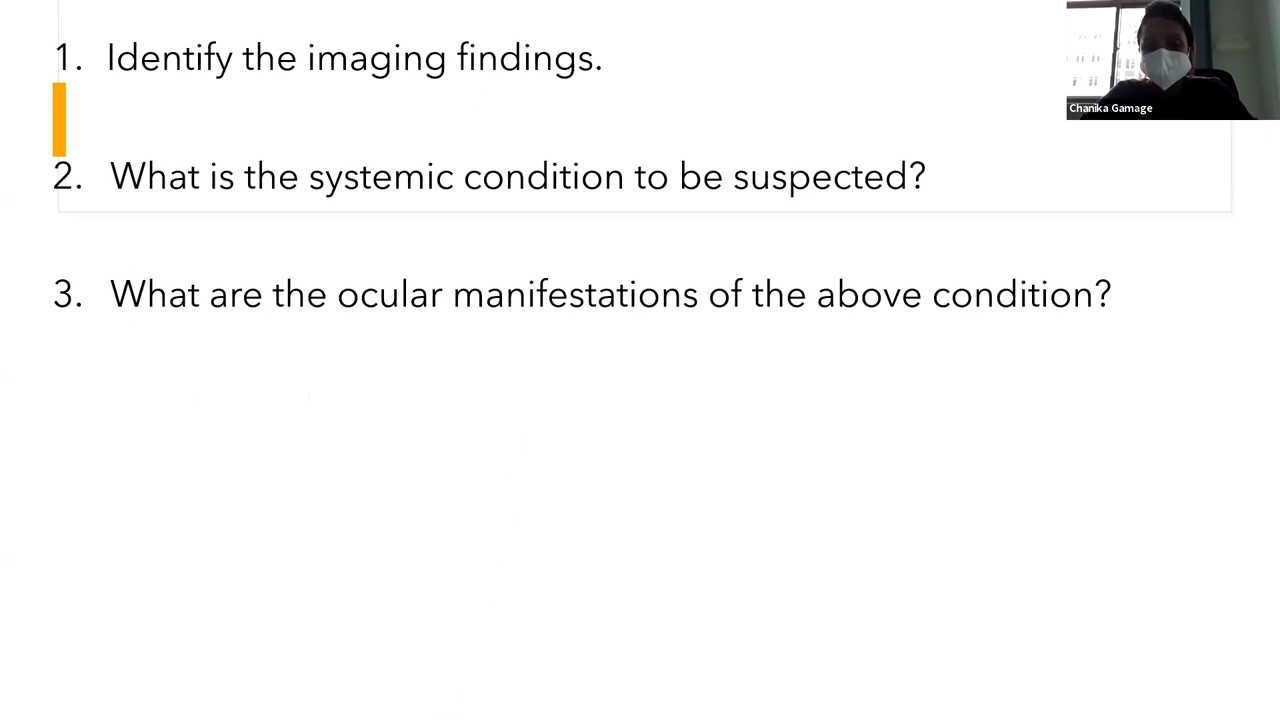 1. Identify the imaging findings.
Chanika Gamage
2. What is the systemic condition to be suspected?
3. What are the ocular manifestations of the above condition?